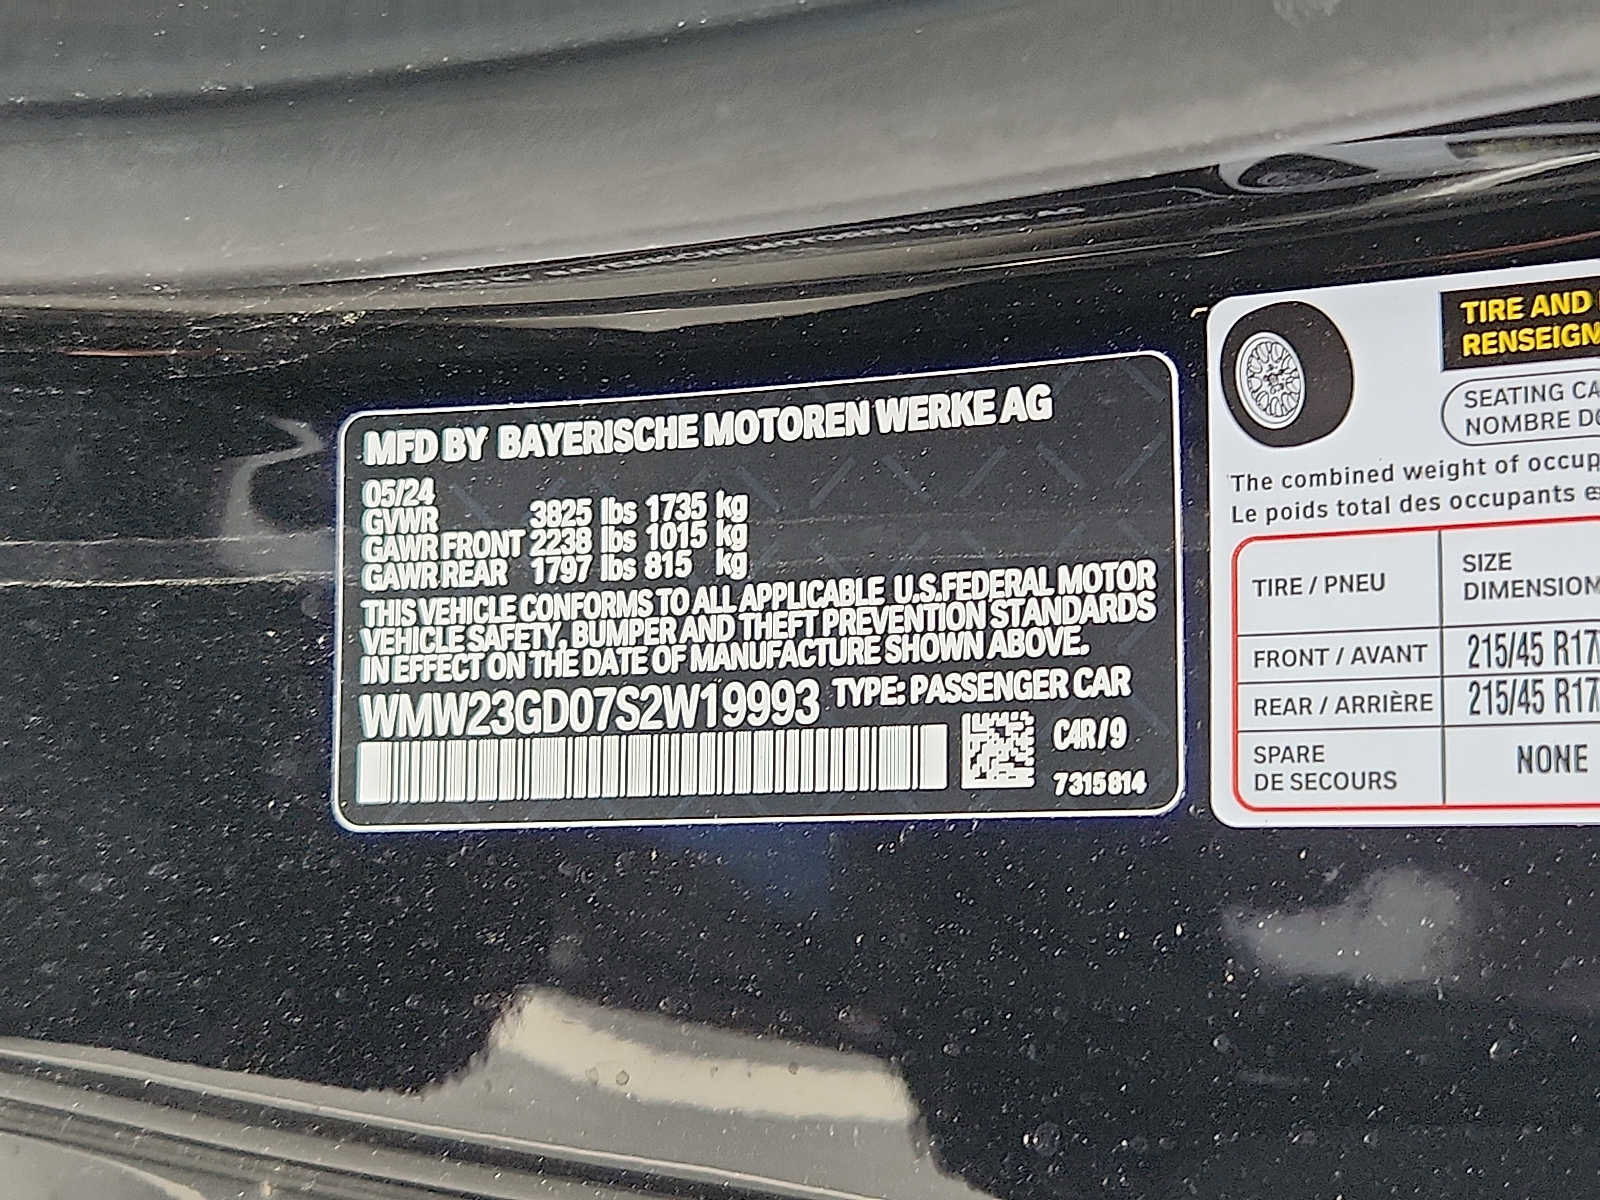 MFD BY BAYERISCHE MOTOREN WERKE AG
05/24
GVWR 3825 lbs 1735 kg
GAWR FRONT 2238 lbs 1015 kg
GAWR REAR 1797 lbs 815 kg
THIS VEHICLE CONFORMS TO ALL APPLICABLE U.S.FEDERAL MOTOR
VEHICLE SAFETY, BUMPER AND THEFT PREVENTION STANDARDS
IN EFFECT ON THE DATE OF MANUFACTURE SHOWN ABOVE.
WMW23GD07S2W19993 TYPE: PASSENGER CAR
C4R/9
7315814
TIRE AND
RENSEIGN
SEATING CA
NOMBRE D
The combined weight of occup
Le poids total des occupants e
TIRE / PNEU
SIZE
DIMENSION
FRONT / AVANT 215/45 R17
REAR / ARRIÈRE 215/45 R17
SPARE
DE SECOURS
NONE